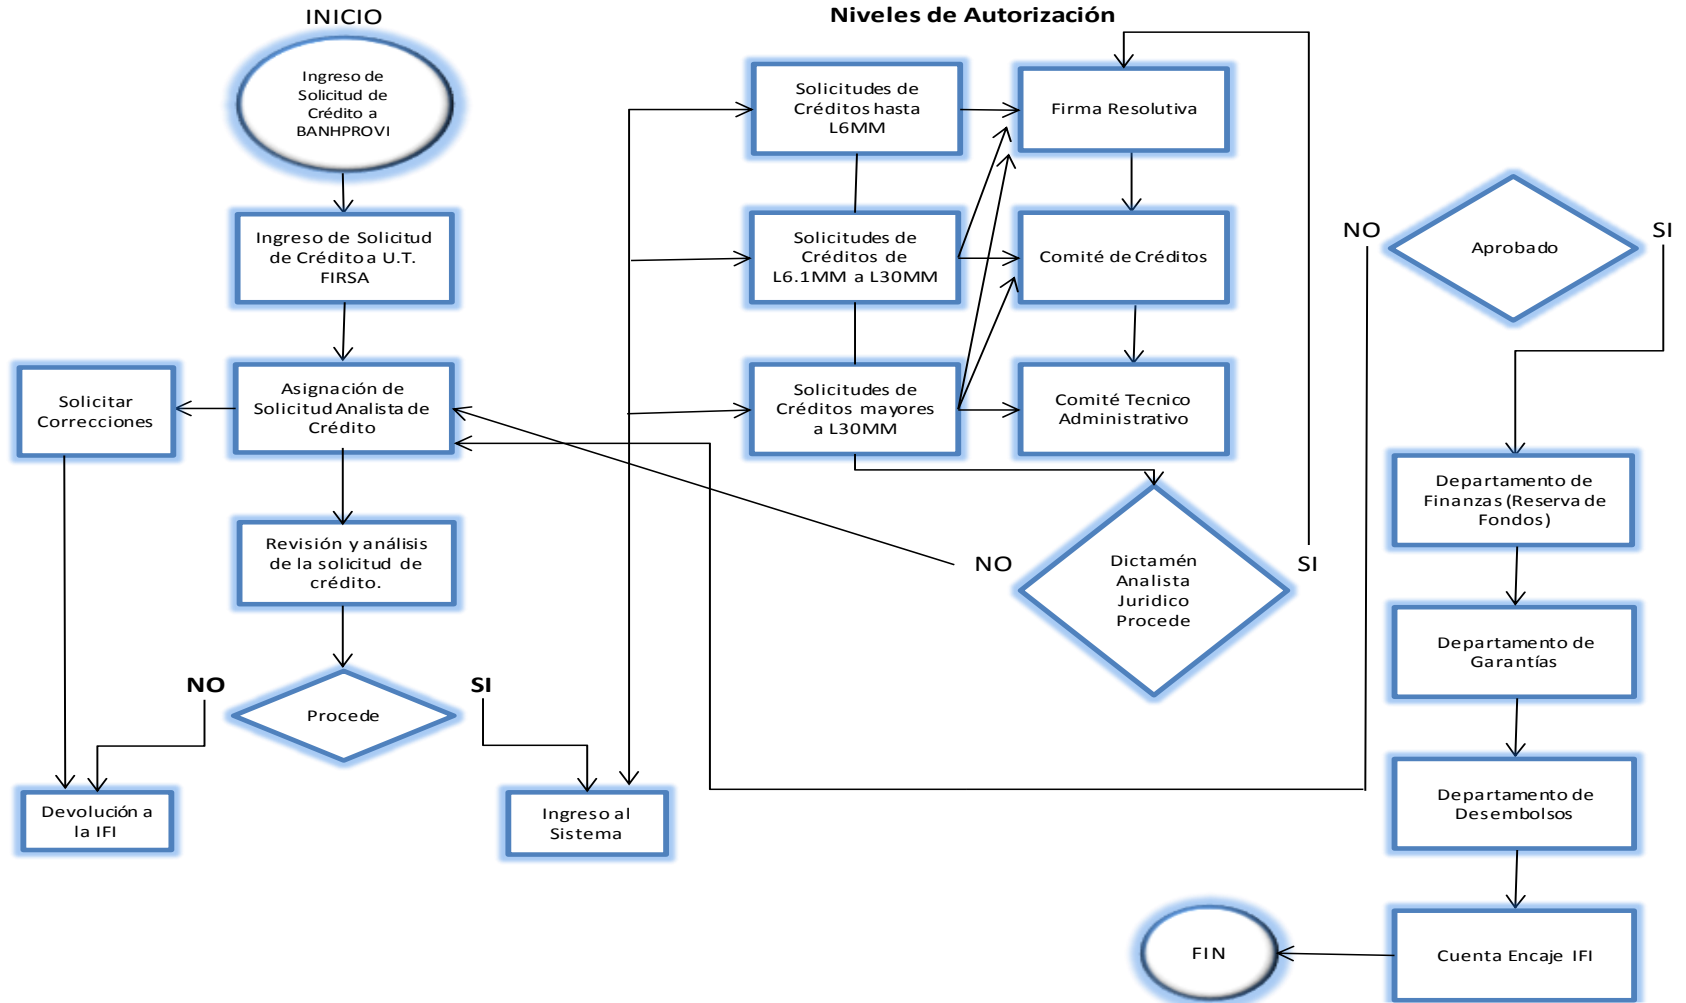 INICIO
Ingreso de
Solicitud de
Crédito a
BANHPROVI
Ingreso de Solicitud
de Crédito a U.T.
FIRSA
Asignación de
Solicitud Analista de
Crédito
Solicitar
Correcciones
Revisión y análisis
de la solicitud de
crédito.
NO
SI
Procede
Devolución a
la IFI
Ingreso al
Sistema
Niveles de Autorización
Solicitudes de
Créditos hasta
L6MM
Firma Resolutiva
Solicitudes de
Créditos de
L6.1MM a L30MM
Comité de Créditos
Solicitudes de
Créditos mayores
a L30MM
Comité Tecnico
Administrativo
NO
SI
Dictamén
Analista
Juridico
Procede
NO
SI
Aprobado
Departamento de
Finanzas (Reserva de
Fondos)
Departamento de
Garantías
Departamento de
Desembolsos
Cuenta Encaje IFI
FIN